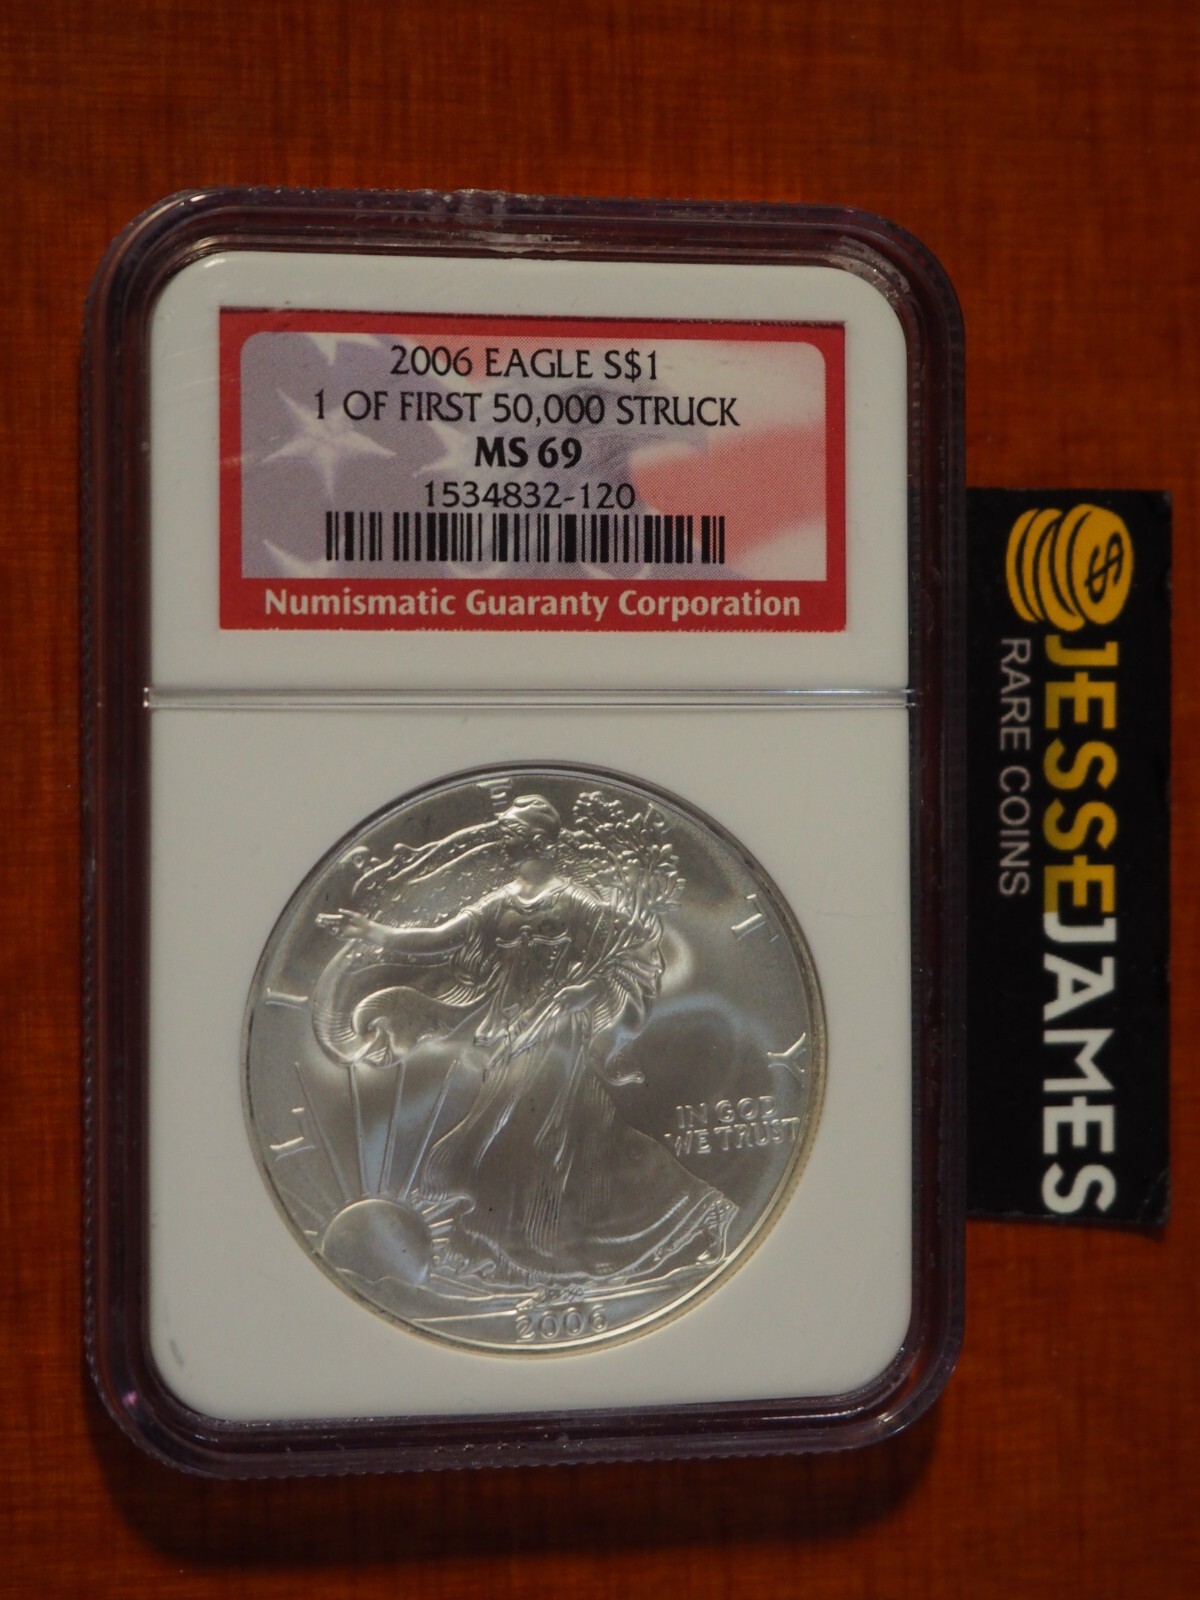 2006 EAGLE S$1
1 OF FIRST 50,000 STRUCK
MS 69
1534832-120
Numismatic Guaranty Corporation
LIBERTY
IN GOD
WE TRUST
2006
$
JESSEJAMES
RARE COINS